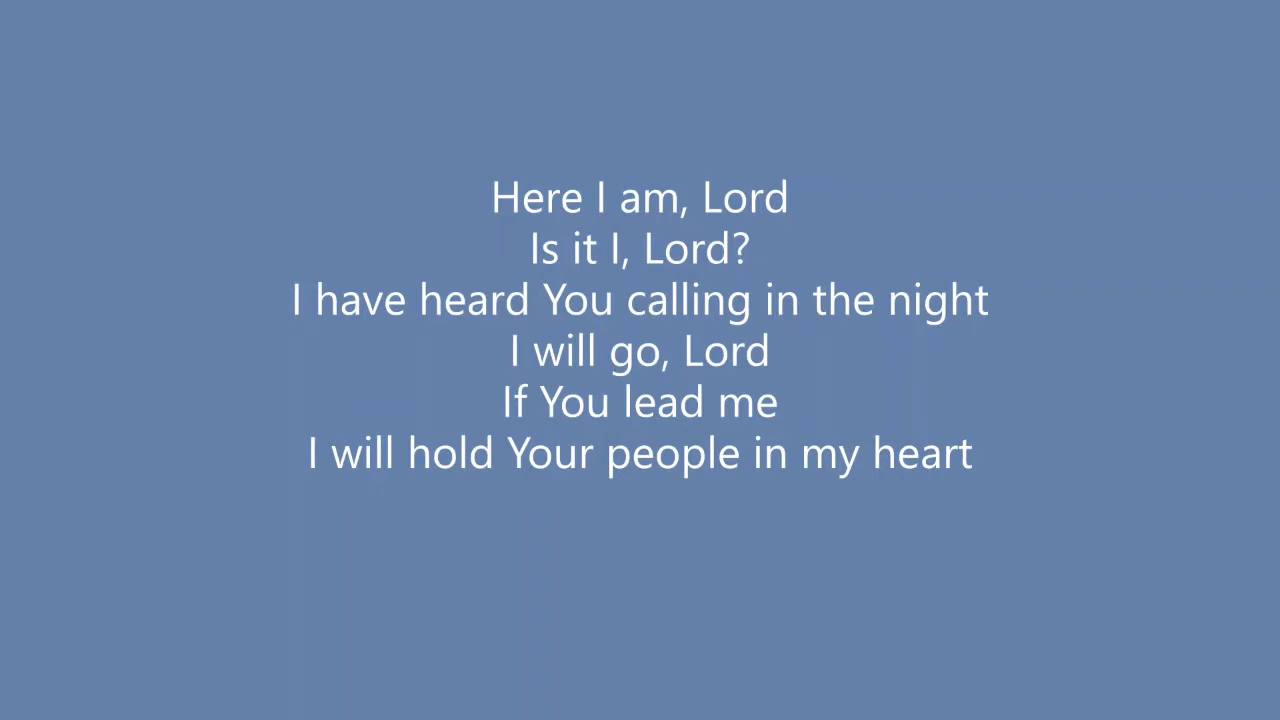 Here I am, Lord
Is it I, Lord?
I have heard You calling in the night
I will go, Lord
If You lead me
I will hold Your people in my heart